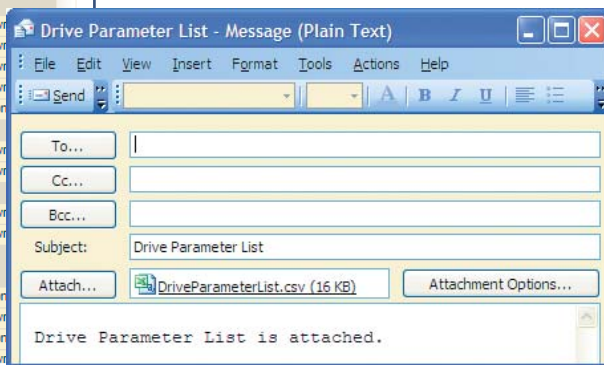 Drive Parameter List - Message (Plain Text)
File Edit View Insert Format Tools Actions Help
Send A B I U
To...
Cc...
Bcc...
Subject: Drive Parameter List
Attach... DriveParameterList.csv (16 KB) Attachment Options...
Drive Parameter List is attached.